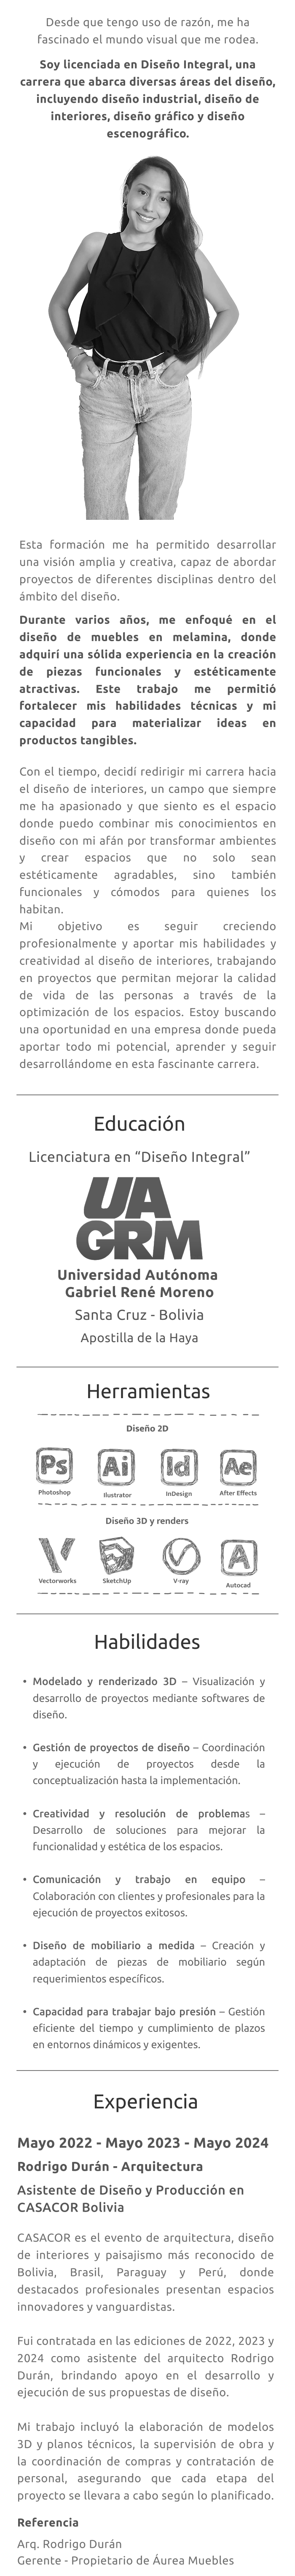 Desde que tengo uso de razón, me ha
fascinado el mundo visual que me rodea.
Soy licenciada en Diseño Integral, una
carrera que abarca diversas áreas del diseño,
incluyendo diseño industrial, diseño de
interiores, diseño gráfico y diseño
escenográfico.
Esta formación me ha permitido desarrollar
una visión amplia y creativa, capaz de abordar
proyectos de diferentes disciplinas dentro del
ámbito del diseño.
Durante varios años, me enfoqué en el
diseño de muebles en melamina, donde
adquirí una sólida experiencia en la creación
de piezas funcionales y estéticamente
atractivas. Este trabajo me permitió
fortalecer mis habilidades técnicas y mi
capacidad para materializar ideas en
productos tangibles.
Con el tiempo, decidí redirigir mi carrera hacia
el diseño de interiores, un campo que siempre
me ha apasionado y que siento es el espacio
donde puedo combinar mis conocimientos en
diseño con mi afán por transformar ambientes
y crear espacios que no solo sean
estéticamente agradables, sino también
funcionales y cómodos para quienes los
habitan.
Mi objetivo es seguir creciendo
profesionalmente y aportar mis habilidades y
creatividad al diseño de interiores, trabajando
en proyectos que permitan mejorar la calidad
de vida de las personas a través de la
optimización de los espacios. Estoy buscando
una oportunidad en una empresa donde pueda
aportar todo mi potencial, aprender y seguir
desarrollándome en esta fascinante carrera.
Educación
Licenciatura en “Diseño Integral”
UA
GRM
Universidad Autónoma
Gabriel René Moreno
Santa Cruz - Bolivia
Apostilla de la Haya
Herramientas
Diseño 2D
Ps Ai Id Ae
Photoshop Ilustrator InDesign After Effects
Diseño 3D y renders
Vectorworks SketchUp V-ray Autocad
Habilidades
• Modelado y renderizado 3D – Visualización y
desarrollo de proyectos mediante softwares de
diseño.
• Gestión de proyectos de diseño – Coordinación
y ejecución de proyectos desde la
conceptualización hasta la implementación.
• Creatividad y resolución de problemas –
Desarrollo de soluciones para mejorar la
funcionalidad y estética de los espacios.
• Comunicación y trabajo en equipo –
Colaboración con clientes y profesionales para la
ejecución de proyectos exitosos.
• Diseño de mobiliario a medida – Creación y
adaptación de piezas de mobiliario según
requerimientos específicos.
• Capacidad para trabajar bajo presión – Gestión
eficiente del tiempo y cumplimiento de plazos
en entornos dinámicos y exigentes.
Experiencia
Mayo 2022 - Mayo 2023 - Mayo 2024
Rodrigo Durán - Arquitectura
Asistente de Diseño y Producción en
CASACOR Bolivia
CASACOR es el evento de arquitectura, diseño
de interiores y paisajismo más reconocido de
Bolivia, Brasil, Paraguay y Perú, donde
destacados profesionales presentan espacios
innovadores y vanguardistas.
Fui contratada en las ediciones de 2022, 2023 y
2024 como asistente del arquitecto Rodrigo
Durán, brindando apoyo en el desarrollo y
ejecución de sus propuestas de diseño.
Mi trabajo incluyó la elaboración de modelos
3D y planos técnicos, la supervisión de obra y
la coordinación de compras y contratación de
personal, asegurando que cada etapa del
proyecto se llevara a cabo según lo planificado.
Referencia
Arq. Rodrigo Durán
Gerente - Propietario de Áurea Muebles